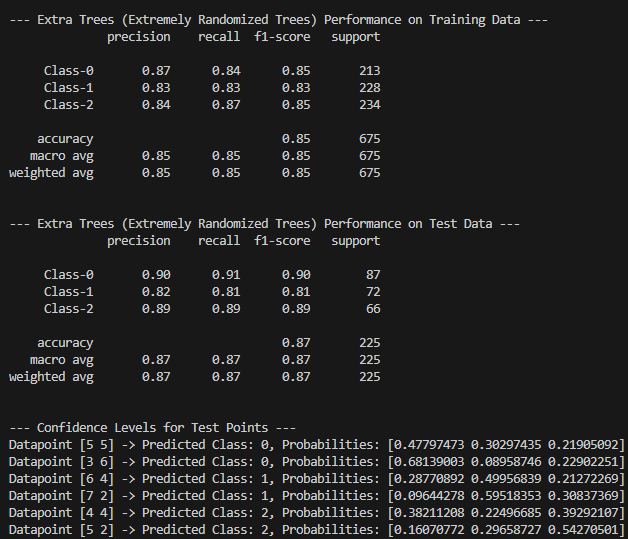 --- Extra Trees (Extremely Randomized Trees) Performance on Training Data ---
precision recall f1-score support
Class-0 0.87 0.84 0.85 213
Class-1 0.83 0.83 0.83 228
Class-2 0.84 0.87 0.85 234
accuracy 0.85 675
macro avg 0.85 0.85 0.85 675
weighted avg 0.85 0.85 0.85 675
--- Extra Trees (Extremely Randomized Trees) Performance on Test Data ---
precision recall f1-score support
Class-0 0.90 0.91 0.90 87
Class-1 0.82 0.81 0.81 72
Class-2 0.89 0.89 0.89 66
accuracy 0.87 225
macro avg 0.87 0.87 0.87 225
weighted avg 0.87 0.87 0.87 225
--- Confidence Levels for Test Points ---
Datapoint [5 5] -> Predicted Class: 0, Probabilities: [0.47797473 0.30297435 0.21905092]
Datapoint [3 6] -> Predicted Class: 0, Probabilities: [0.68139003 0.08958746 0.22902251]
Datapoint [6 4] -> Predicted Class: 1, Probabilities: [0.28770892 0.49956839 0.21272269]
Datapoint [7 2] -> Predicted Class: 1, Probabilities: [0.09644278 0.59518353 0.30837369]
Datapoint [4 4] -> Predicted Class: 2, Probabilities: [0.38211208 0.22496685 0.39292107]
Datapoint [5 2] -> Predicted Class: 2, Probabilities: [0.16070772 0.29658727 0.54270501]